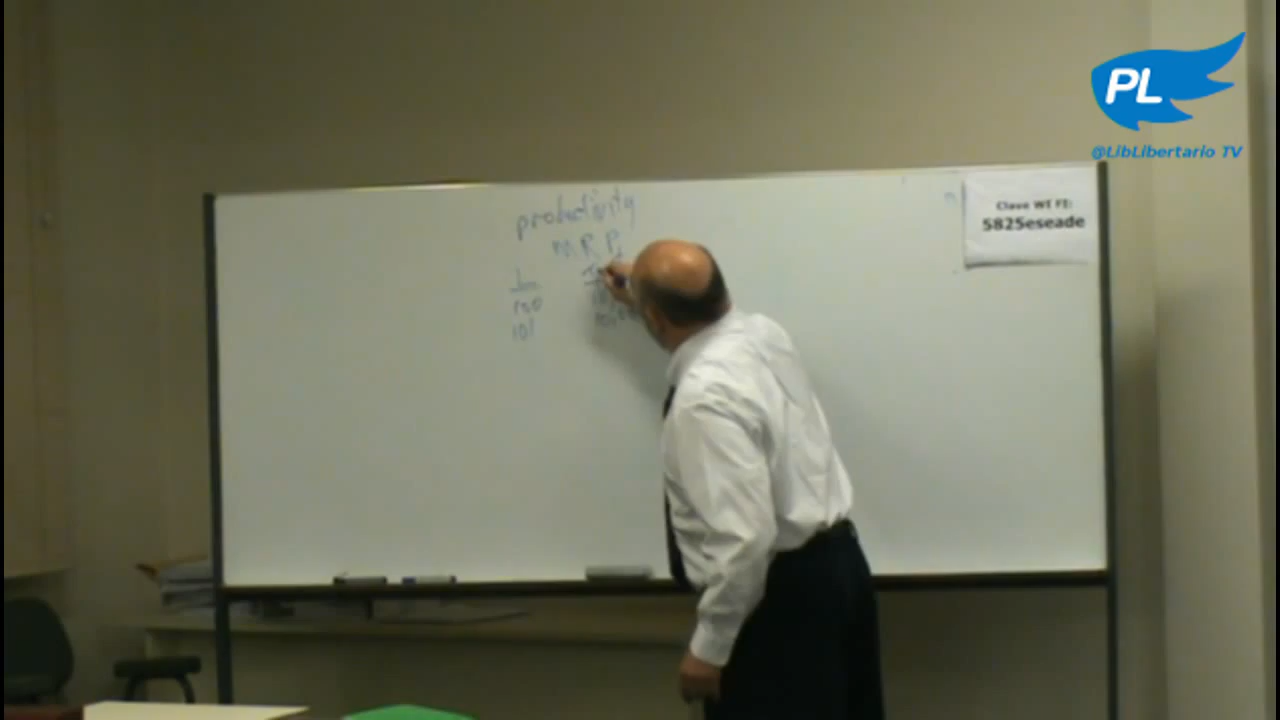 PL
@LibLibertario TV
Clave WI FI:
5825eseade
productivity
M R P
100
101